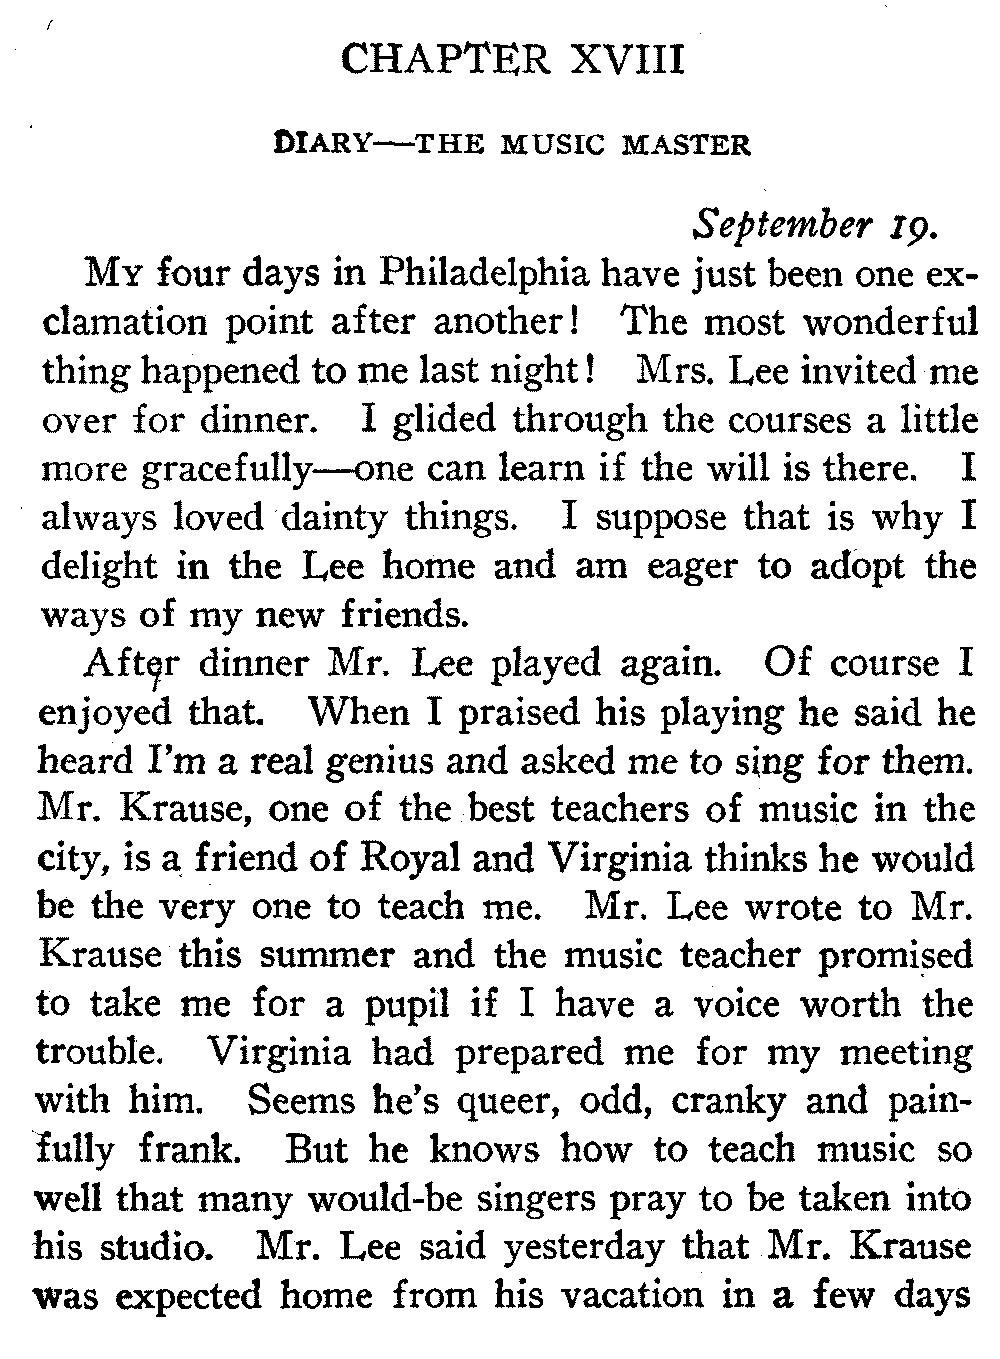 CHAPTER XVIII
DIARY—THE MUSIC MASTER
September 19.
My four days in Philadelphia have just been one ex-
clamation point after another! The most wonderful
thing happened to me last night! Mrs. Lee invited me
over for dinner. I glided through the courses a little
more gracefully—one can learn if the will is there. I
always loved dainty things. I suppose that is why I
delight in the Lee home and am eager to adopt the
ways of my new friends.
After dinner Mr. Lee played again. Of course I
enjoyed that. When I praised his playing he said he
heard I'm a real genius and asked me to sing for them.
Mr. Krause, one of the best teachers of music in the
city, is a friend of Royal and Virginia thinks he would
be the very one to teach me. Mr. Lee wrote to Mr.
Krause this summer and the music teacher promised
to take me for a pupil if I have a voice worth the
trouble. Virginia had prepared me for my meeting
with him. Seems he's queer, odd, cranky and pain-
fully frank. But he knows how to teach music so
well that many would-be singers pray to be taken into
his studio. Mr. Lee said yesterday that Mr. Krause
was expected home from his vacation in a few days